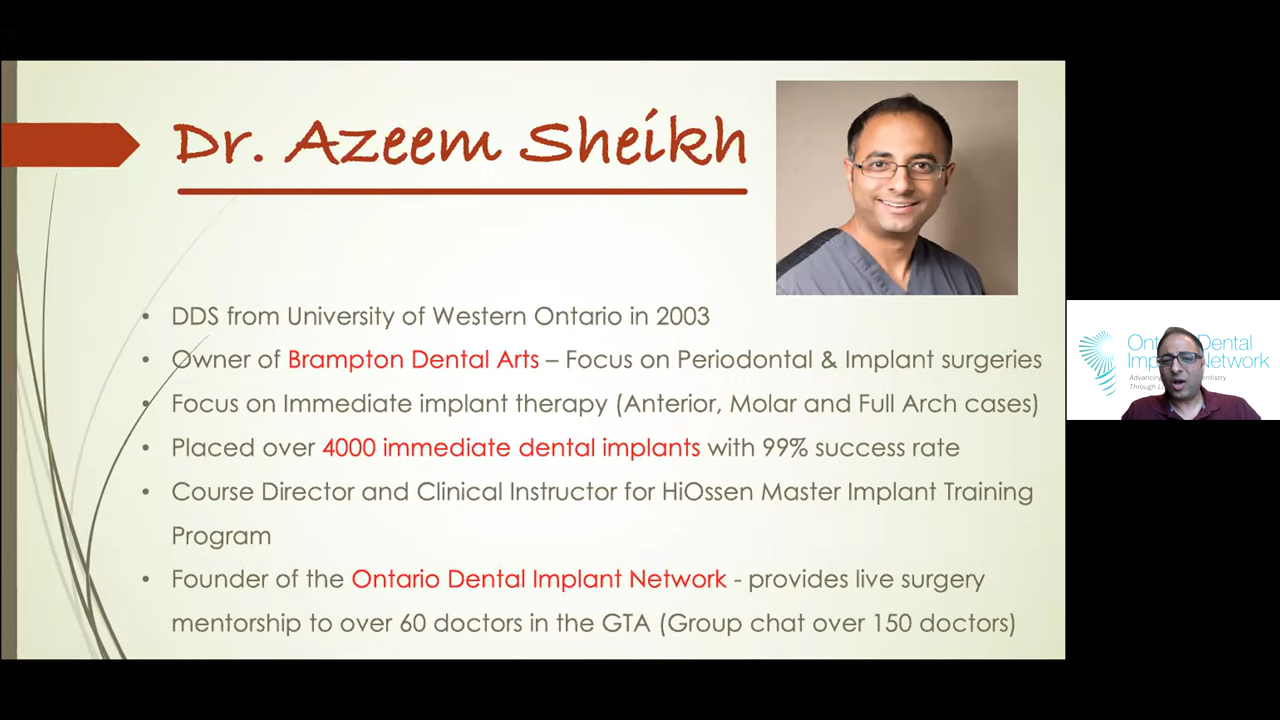 Dr. Azeem Sheikh
• DDS from University of Western Ontario in 2003
• Owner of Brampton Dental Arts – Focus on Periodontal & Implant surgeries
• Focus on Immediate implant therapy (Anterior, Molar and Full Arch cases)
• Placed over 4000 immediate dental implants with 99% success rate
• Course Director and Clinical Instructor for HiOssen Master Implant Training
Program
• Founder of the Ontario Dental Implant Network - provides live surgery
mentorship to over 60 doctors in the GTA (Group chat over 150 doctors)
Dental
Network
Through